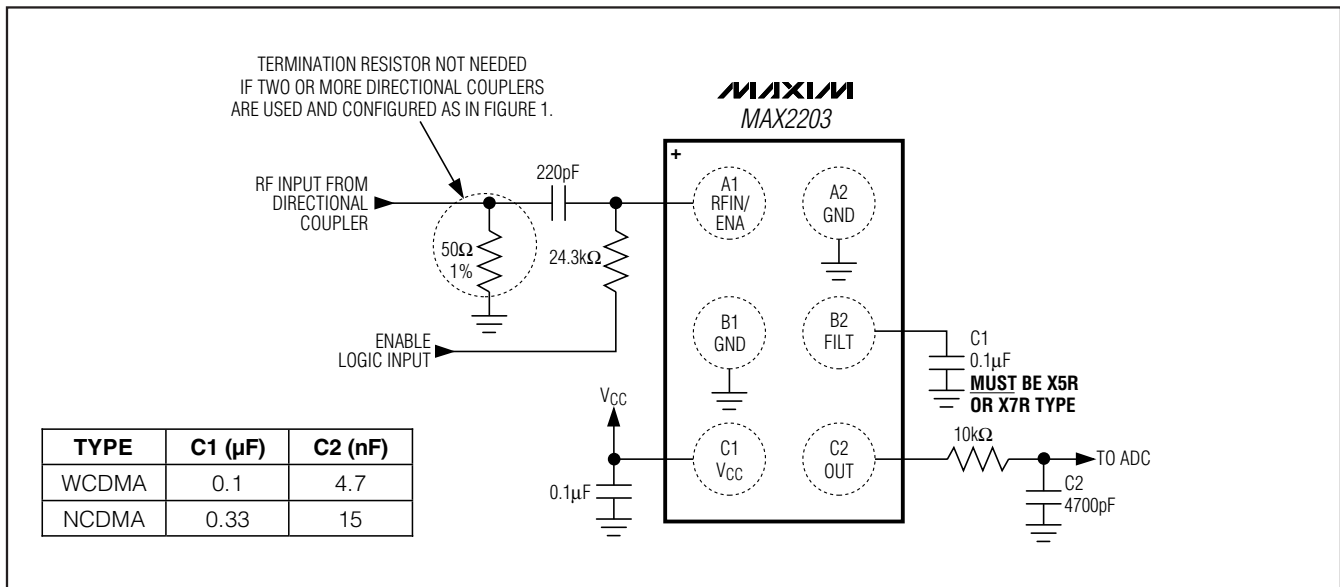 TERMINATION RESISTOR NOT NEEDED
IF TWO OR MORE DIRECTIONAL COUPLERS
ARE USED AND CONFIGURED AS IN FIGURE 1.
MAXIM
MAX2203
+
RF INPUT FROM
DIRECTIONAL
COUPLER
220pF
50Ω
1%
24.3kΩ
ENABLE
LOGIC INPUT
A1
RFIN/
ENA
A2
GND
B1
GND
B2
FILT
C1
0.1µF
MUST BE X5R
OR X7R TYPE
VCC
0.1µF
C1
VCC
C2
OUT
10kΩ
TO ADC
C2
4700pF
TYPE C1 (µF) C2 (nF)
WCDMA 0.1 4.7
NCDMA 0.33 15